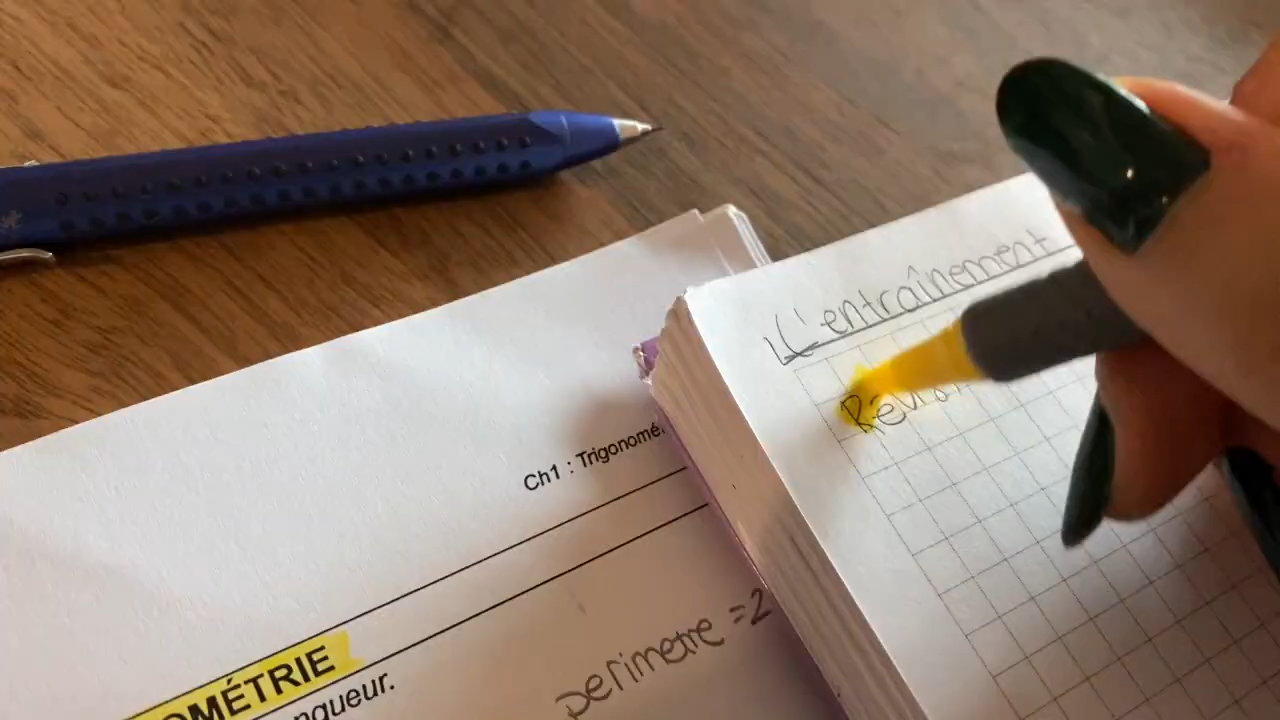 L'entraînement
Ch1 : Trigonomé
perimetre = 2
OMÉTRIE
ngueur.